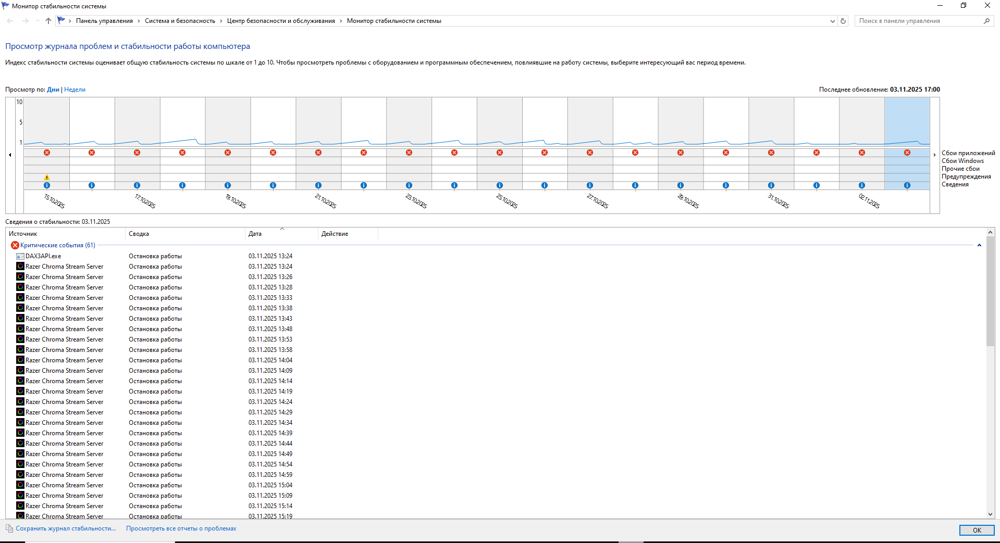 Монитор стабильности системы
Панель управления › Система и безопасность › Центр безопасности и обслуживания › Монитор стабильности системы
Поиск в панели управления
Просмотр журнала проблем и стабильности работы компьютера
Индекс стабильности системы оценивает общую стабильность системы по шкале от 1 до 10. Чтобы просмотреть проблемы с оборудованием и программным обеспечением, повлиявшие на работу системы, выберите интересующий вас период времени.
Просмотр по: Дни | Недели
Последнее обновление: 03.11.2025 17:00
10
5
1
Сбои приложений
Сбои Windows
Прочие сбои
Предупреждения
Сведения
15.10.2025 17.10.2025 19.10.2025 21.10.2025 23.10.2025 25.10.2025 27.10.2025 29.10.2025 31.10.2025 02.11.2025
Сведения о стабильности: 03.11.2025
Источник Сводка Дата Действие
Критические события (61)
DAX3API.exe Остановка работы 03.11.2025 13:24
Razer Chroma Stream Server Остановка работы 03.11.2025 13:24
Razer Chroma Stream Server Остановка работы 03.11.2025 13:26
Razer Chroma Stream Server Остановка работы 03.11.2025 13:28
Razer Chroma Stream Server Остановка работы 03.11.2025 13:33
Razer Chroma Stream Server Остановка работы 03.11.2025 13:38
Razer Chroma Stream Server Остановка работы 03.11.2025 13:43
Razer Chroma Stream Server Остановка работы 03.11.2025 13:48
Razer Chroma Stream Server Остановка работы 03.11.2025 13:53
Razer Chroma Stream Server Остановка работы 03.11.2025 13:58
Razer Chroma Stream Server Остановка работы 03.11.2025 14:04
Razer Chroma Stream Server Остановка работы 03.11.2025 14:09
Razer Chroma Stream Server Остановка работы 03.11.2025 14:14
Razer Chroma Stream Server Остановка работы 03.11.2025 14:19
Razer Chroma Stream Server Остановка работы 03.11.2025 14:24
Razer Chroma Stream Server Остановка работы 03.11.2025 14:29
Razer Chroma Stream Server Остановка работы 03.11.2025 14:34
Razer Chroma Stream Server Остановка работы 03.11.2025 14:39
Razer Chroma Stream Server Остановка работы 03.11.2025 14:44
Razer Chroma Stream Server Остановка работы 03.11.2025 14:49
Razer Chroma Stream Server Остановка работы 03.11.2025 14:54
Razer Chroma Stream Server Остановка работы 03.11.2025 14:59
Razer Chroma Stream Server Остановка работы 03.11.2025 15:04
Razer Chroma Stream Server Остановка работы 03.11.2025 15:09
Razer Chroma Stream Server Остановка работы 03.11.2025 15:14
Razer Chroma Stream Server Остановка работы 03.11.2025 15:19
Сохранить журнал стабильности... Просмотреть все отчеты о проблемах
ОК